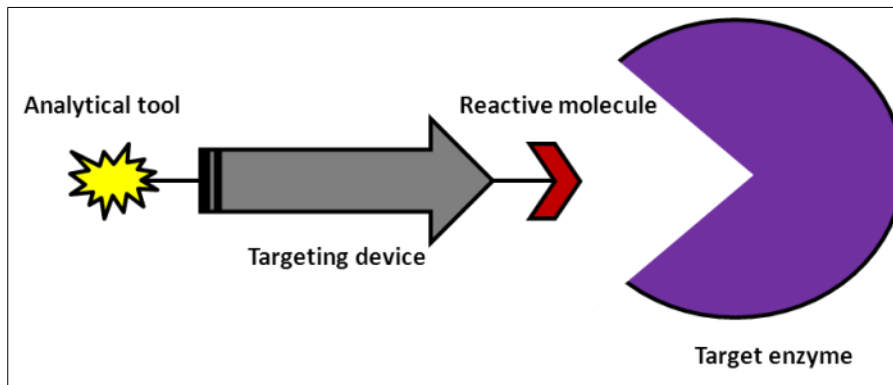 Analytical tool
Reactive molecule
Targeting device
Target enzyme